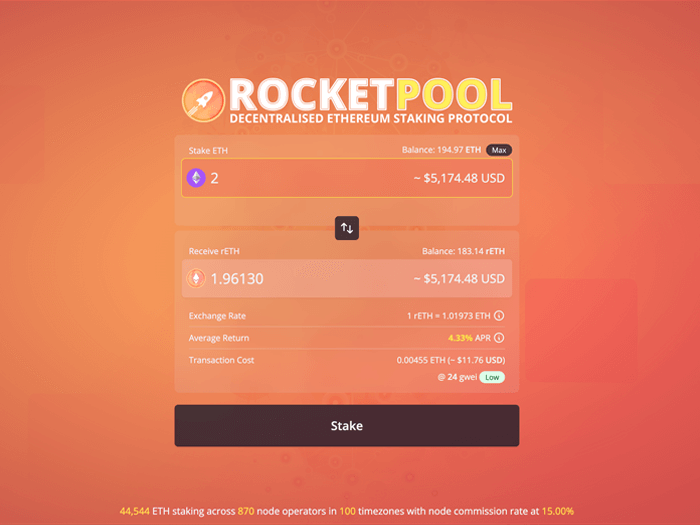 ROCKETPOOL
DECENTRALISED ETHEREUM STAKING PROTOCOL
Stake ETH Balance: 194.97 ETH Max
2 ~ $5,174.48 USD
Receive rETH Balance: 183.14 rETH
1.96130 ~ $5,174.48 USD
Exchange Rate 1 rETH = 1.01973 ETH
Average Return 4.33% APR
Transaction Cost 0.00455 ETH (~ $11.76 USD)
@ 24 gwei Low
Stake
44,544 ETH staking across 870 node operators in 100 timezones with node commission rate at 15.00%